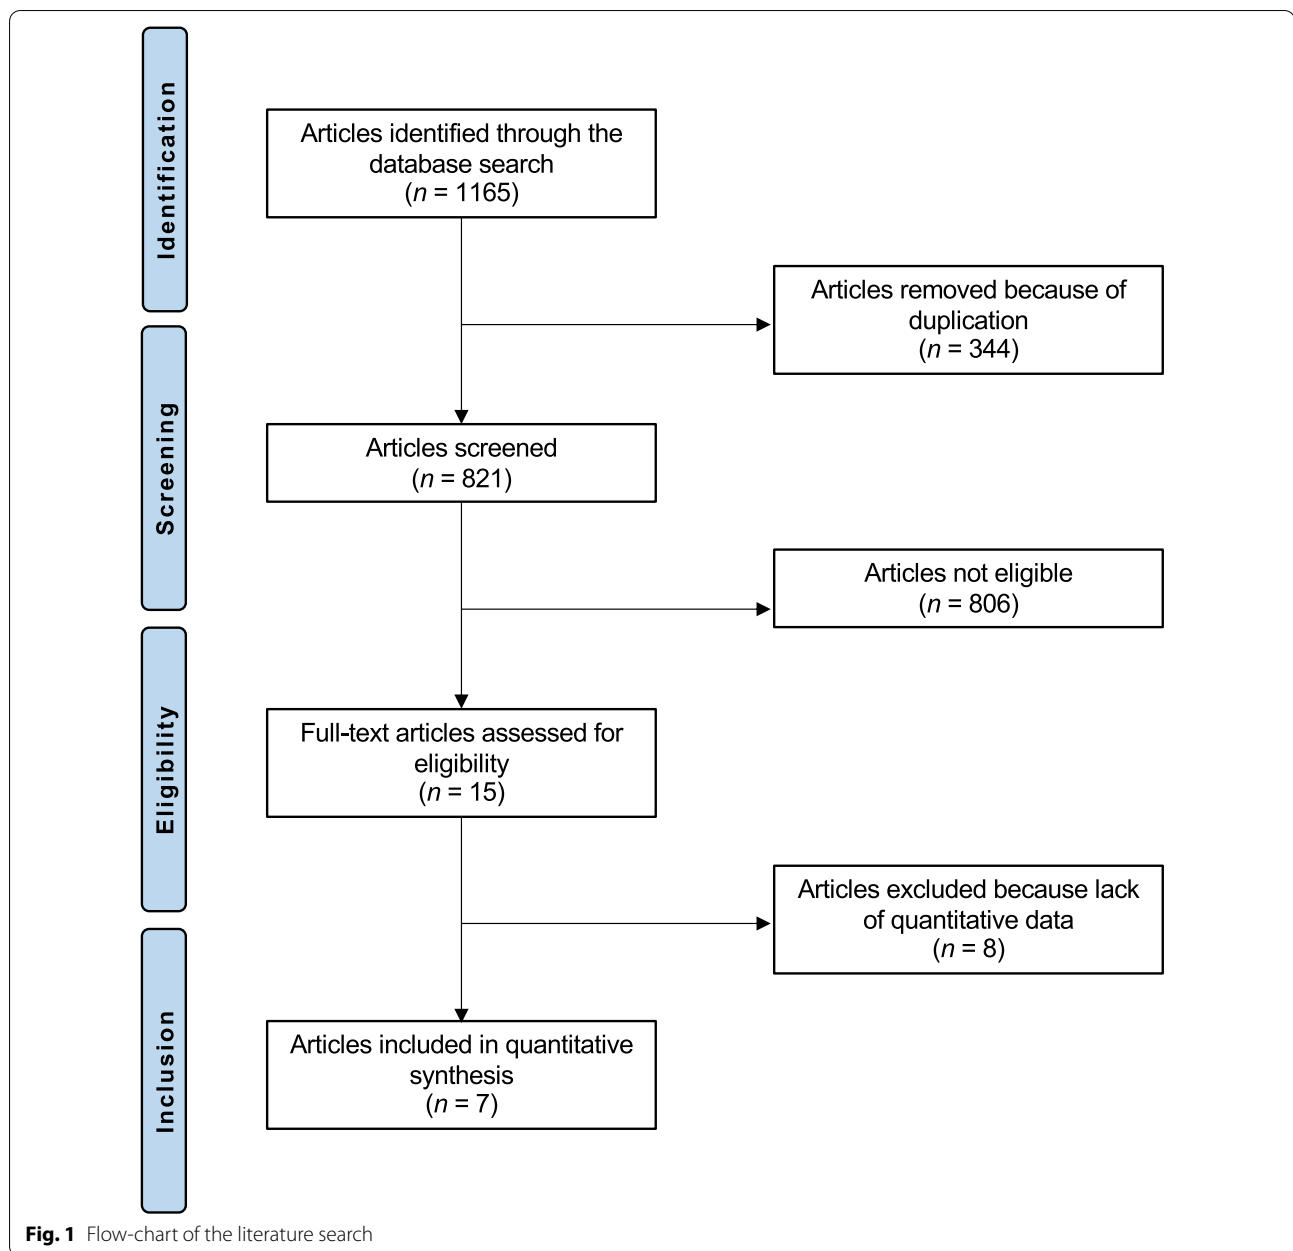 Identification
Articles identified through the
database search
(n = 1165)
Articles removed because of
duplication
(n = 344)
Screening
Articles screened
(n = 821)
Articles not eligible
(n = 806)
Eligibility
Full-text articles assessed for
eligibility
(n = 15)
Articles excluded because lack
of quantitative data
(n = 8)
Inclusion
Articles included in quantitative
synthesis
(n = 7)
Fig. 1 Flow-chart of the literature search